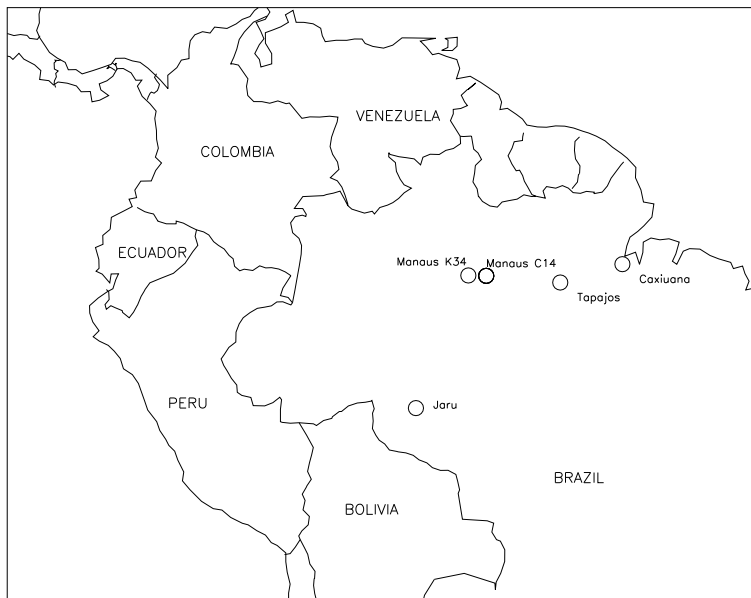 VENEZUELA
COLOMBIA
ECUADOR
Manaus K34
Manaus C14
Caxiuana
Tapajos
PERU
Jaru
BRAZIL
BOLIVIA